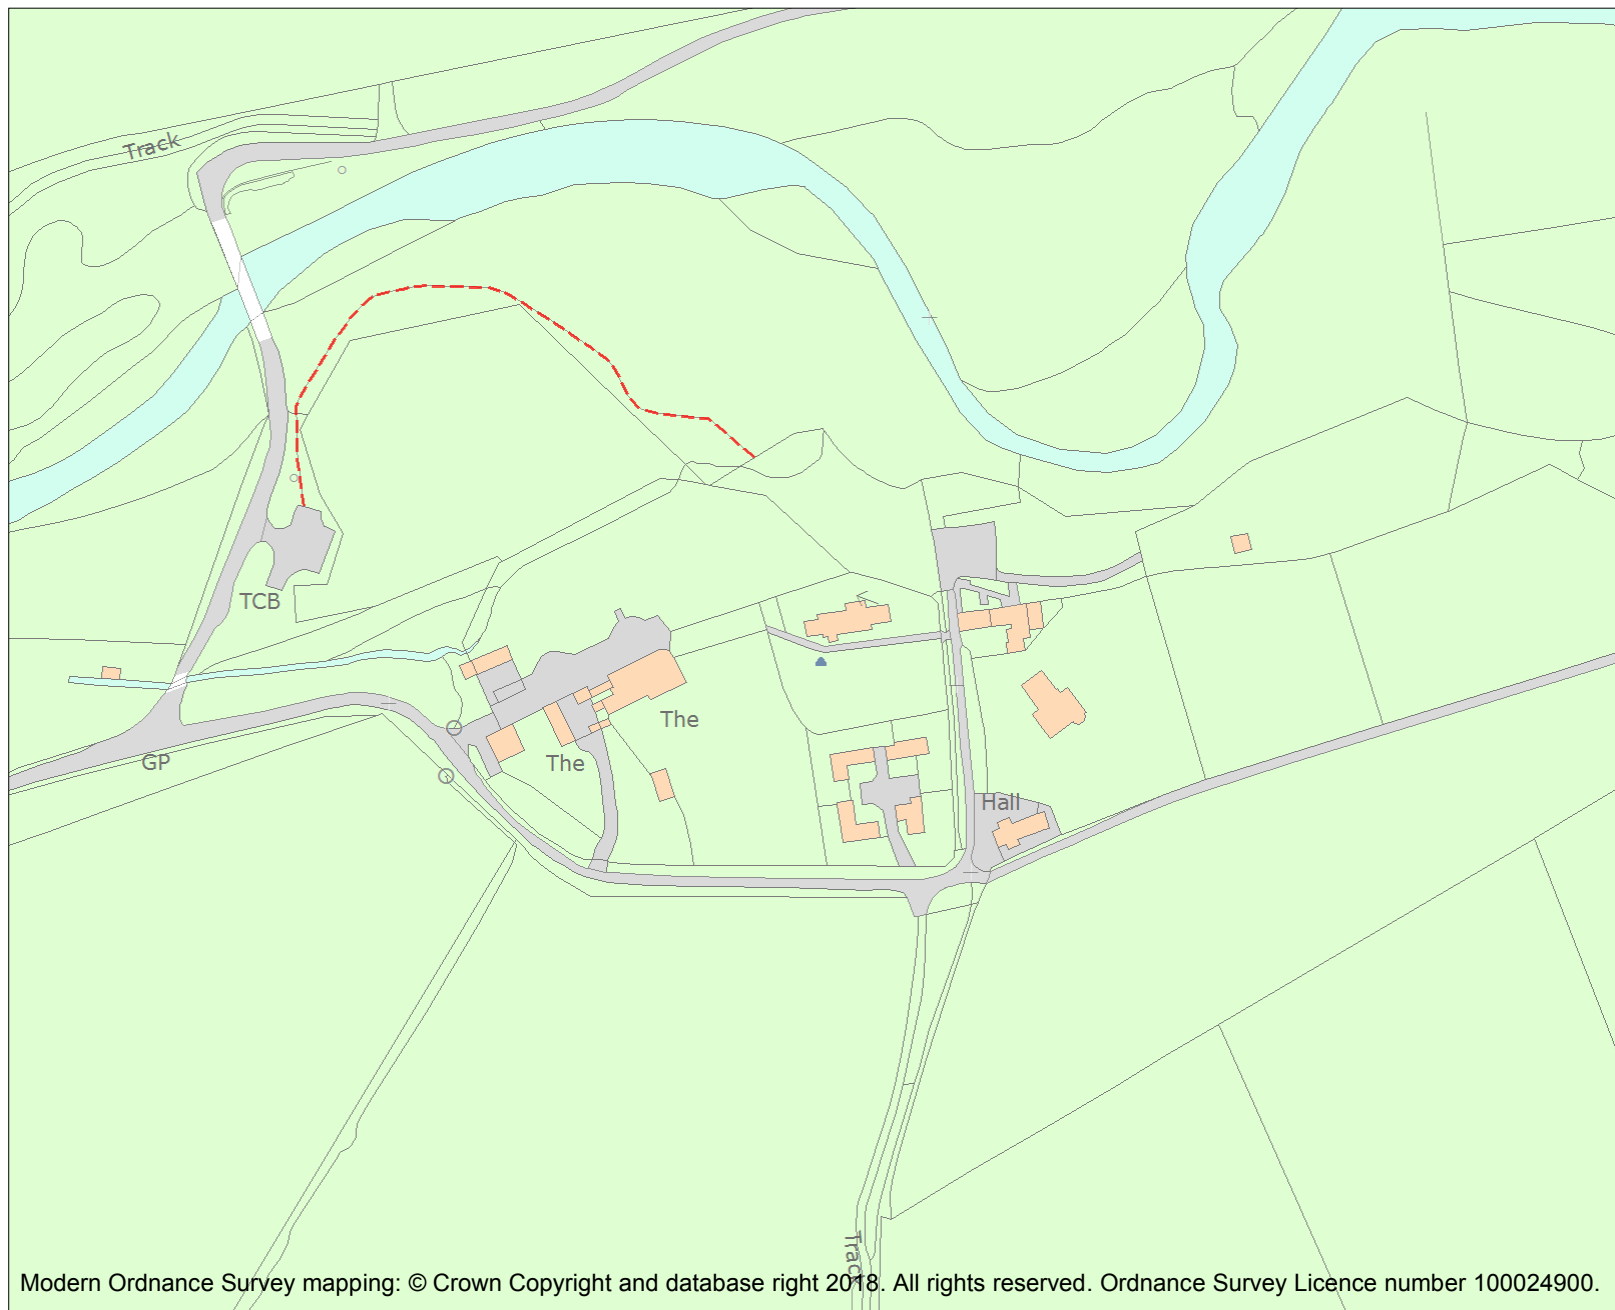 Track
TCB
The
The
GP
Hall
Track
Modern Ordnance Survey mapping: © Crown Copyright and database right 2018. All rights reserved. Ordnance Survey Licence number 100024900.